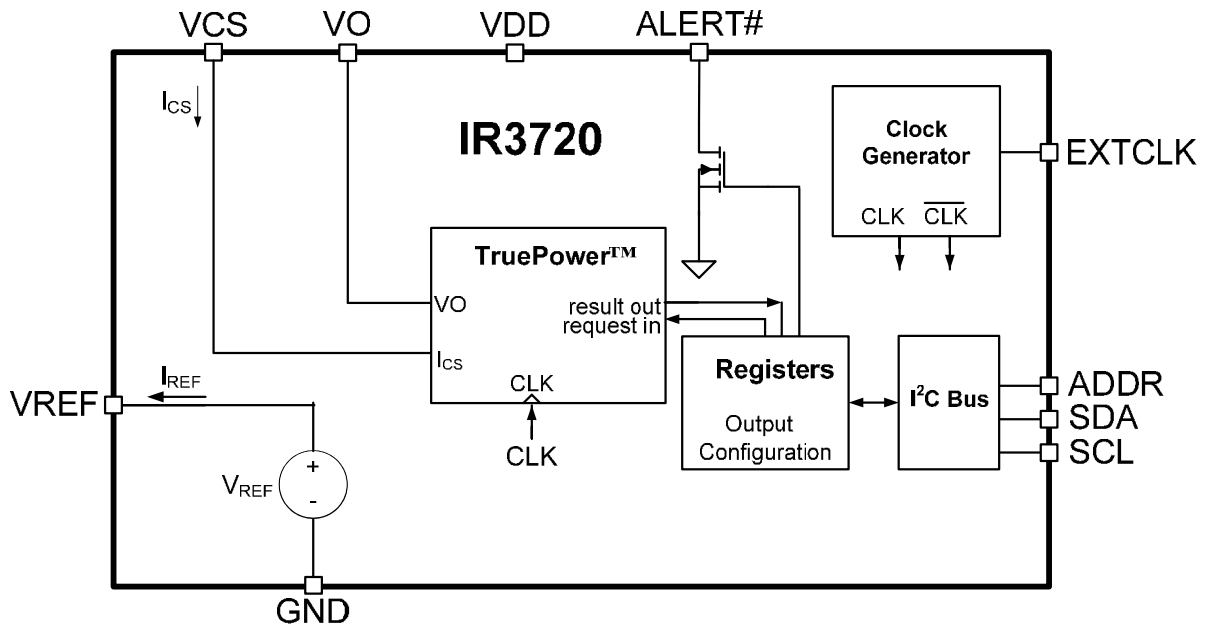 VCS VO VDD ALERT#
ICS
IR3720
Clock
Generator
EXTCLK
CLK CLK
TruePower™
VO
result out
request in
ICS
CLK
CLK
Registers
Output
Configuration
I²C Bus
ADDR
SDA
SCL
IREF
VREF
VREF
+
-
GND